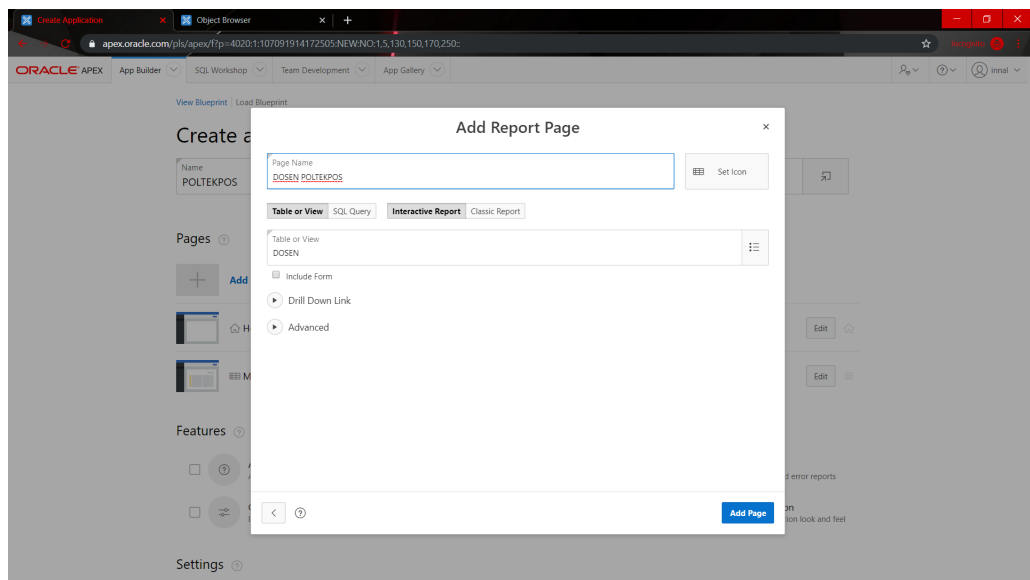 Create Application
Object Browser
apex.oracle.com/pls/apex/f?p=4020:1:107091914172505:NEW:NO:1,5,130,150,170,250::
ORACLE APEX App Builder SQL Workshop Team Development App Gallery innal
View Blueprint Load Blueprint
Create a
Add Report Page
Name
POLTEKPOS
Page Name
DOSEN POLTEKPOS
Set Icon
Table or View SQL Query Interactive Report Classic Report
Pages
Table or View
DOSEN
Include Form
Add
Drill Down Link
Advanced
H
Edit
M
Edit
Features
d error reports
on
tion look and feel
Add Page
Settings